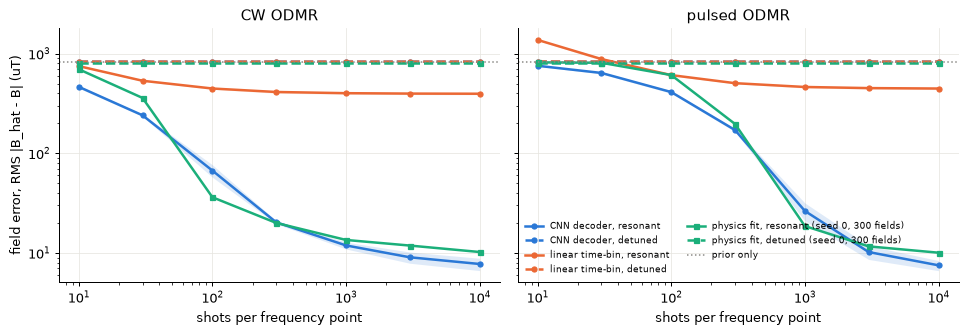 CW ODMR
pulsed ODMR
field error, RMS |B_hat - B| (uT)
10³
10²
10¹
10¹ 10² 10³ 10⁴
shots per frequency point
10¹ 10² 10³ 10⁴
shots per frequency point
CNN decoder, resonant
CNN decoder, detuned
linear time-bin, resonant
linear time-bin, detuned
physics fit, resonant (seed 0, 300 fields)
physics fit, detuned (seed 0, 300 fields)
prior only